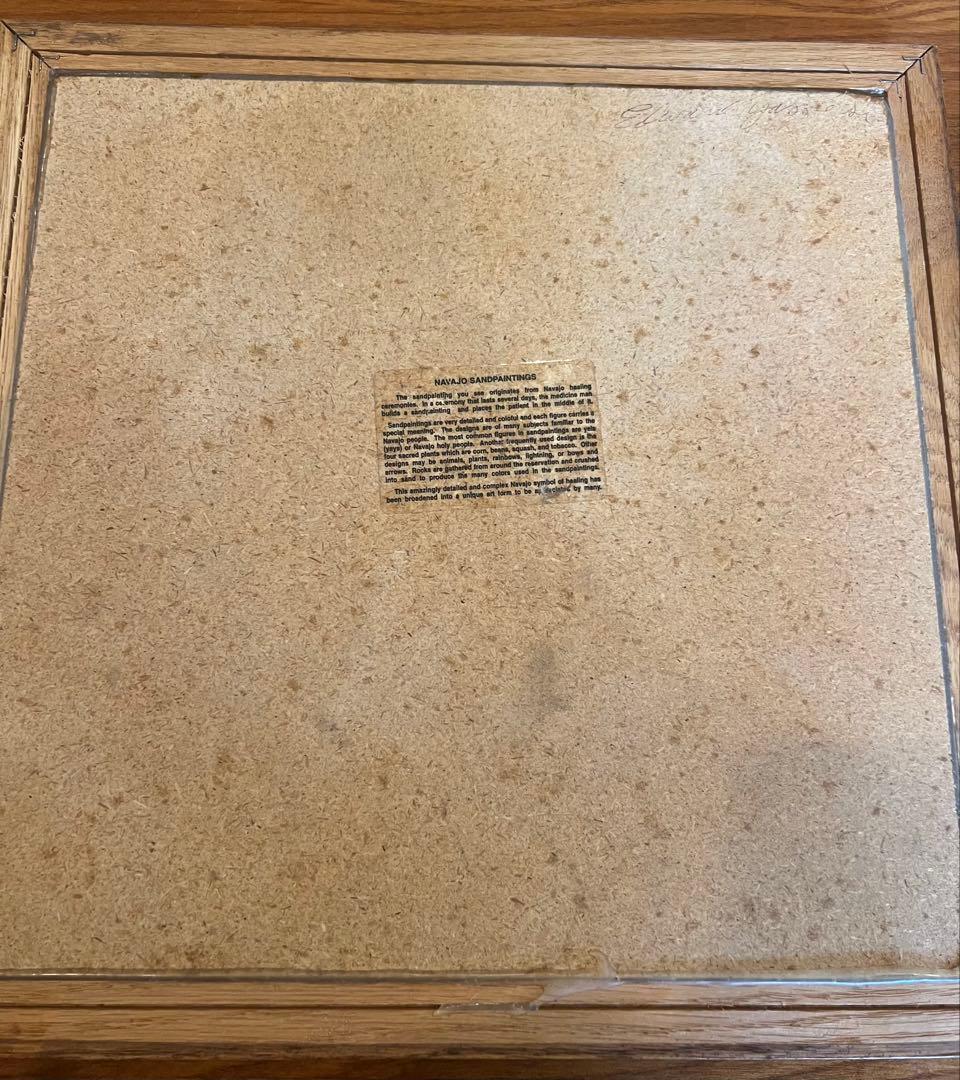 NAVAJO SANDPAINTINGS
The sandpainting you see originates from Navajo healing
ceremonies. In a ceremony that lasts several days, the medicine man
builds a sandpainting and places the patient in the middle of it.
Sandpaintings are very detailed and colorful and each figure carries a
special meaning. The designs are of many subjects familiar to the
Navajo people. The most common figures in sandpaintings are yeis
(yays) or Navajo holy people. Another frequently used design is the
four sacred plants which are corn, beans, squash, and tobacco. Other
designs may be animals, plants, rainbows, lightning, or bows and
arrows. Rocks are gathered from around the reservation and crushed
into sand to produce the many colors used in the sandpaintings
This amazingly detailed and complex Navajo symbol of healing has
been broadened into a unique art form to be by many.